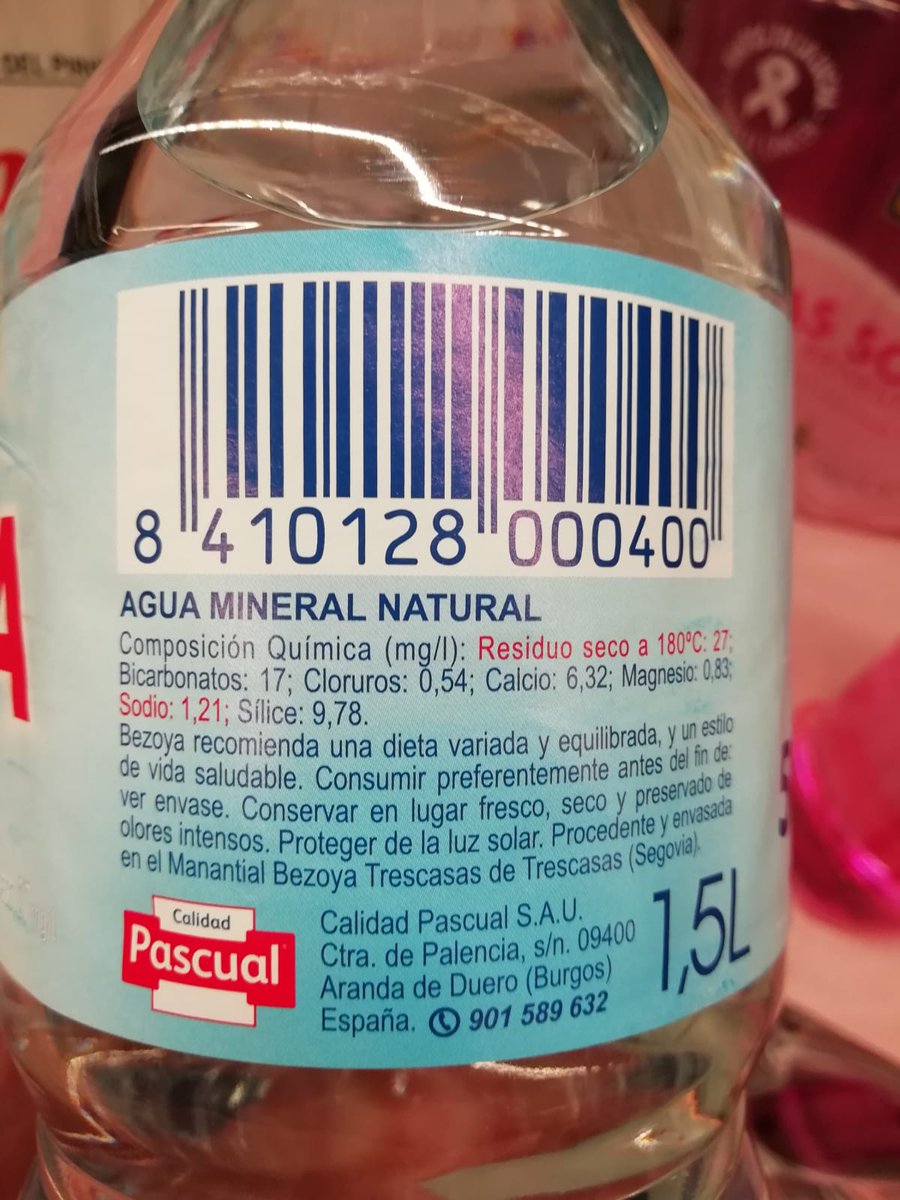 DEL PIN
8 410128 000400
AGUA MINERAL NATURAL
Composición Química (mg/l): Residuo seco a 180ºC: 27;
Bicarbonatos: 17; Cloruros: 0,54; Calcio: 6,32; Magnesio: 0,83;
Sodio: 1,21; Sílice: 9,78.
Bezoya recomienda una dieta variada y equilibrada, y un estilo
de vida saludable. Consumir preferentemente antes del fin de:
ver envase. Conservar en lugar fresco, seco y preservado de
olores intensos. Proteger de la luz solar. Procedente y envasada
en el Manantial Bezoya Trescasas de Trescasas (Segovia).
Calidad
Pascual
Calidad Pascual S.A.U.
Ctra. de Palencia, s/n. 09400
Aranda de Duero (Burgos)
España. 901 589 632
1,5L
A